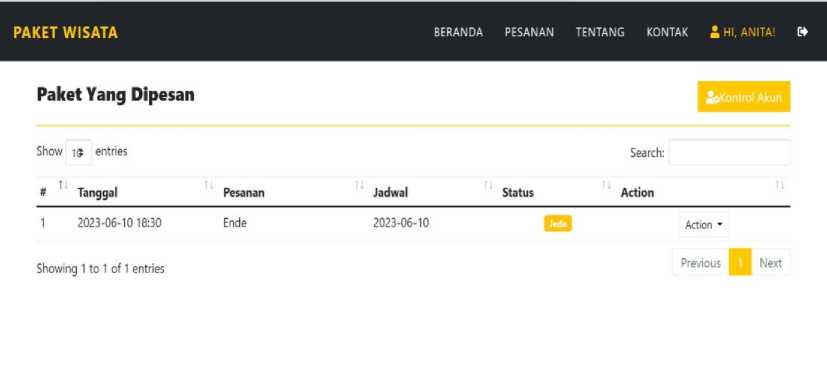 PAKET WISATA BERANDA PESANAN TENTANG KONTAK HI, ANITA!
Paket Yang Dipesan Kontrol Akun
Show 10 entries Search:
# Tanggal Pesanan Jadwal Status Action
1 2023-06-10 18:30 Ende 2023-06-10 Jeda Action
Showing 1 to 1 of 1 entries Previous 1 Next